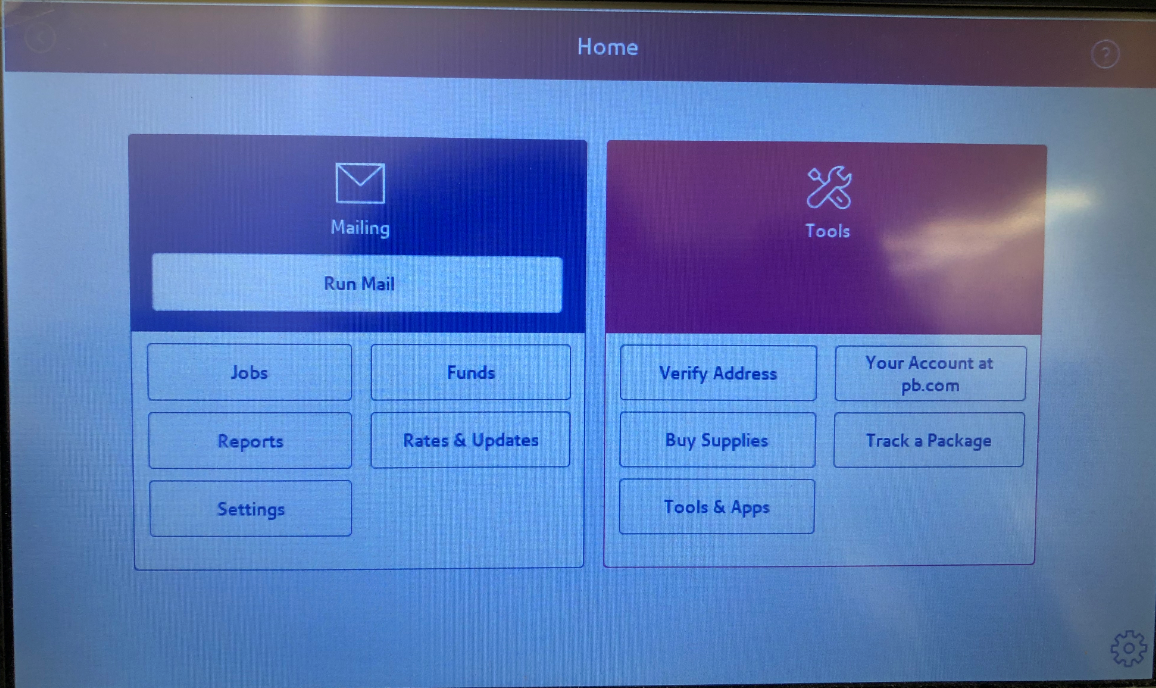 Home
?
Mailing
Run Mail
Jobs
Funds
Reports
Rates & Updates
Settings
Tools
Verify Address
Your Account at
pb.com
Buy Supplies
Track a Package
Tools & Apps